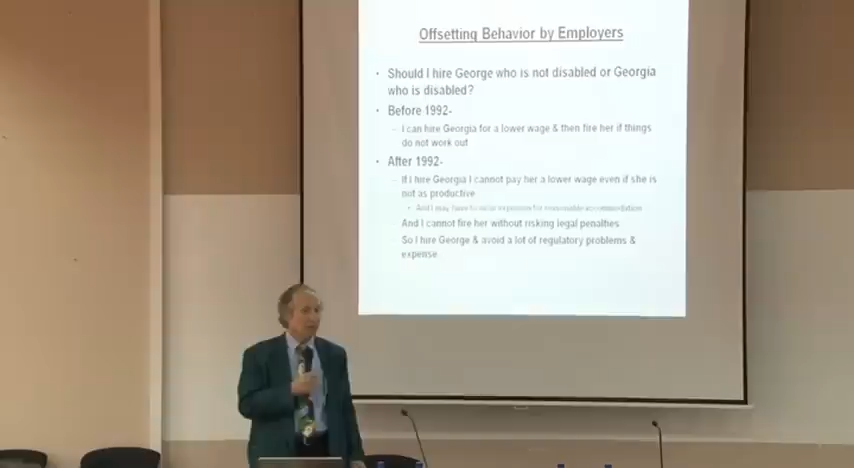 Offsetting Behavior by Employers
• Should I hire George who is not disabled or Georgia
who is disabled?
• Before 1992-
– I can hire Georgia for a lower wage & then fire her if things
do not work out
• After 1992-
– If I hire Georgia I cannot pay her a lower wage even if she is
not as productive
• And I may have to incur expenses for reasonable accommodation
And I cannot fire her without risking legal penalties
So I hire George & avoid a lot of regulatory problems &
expense